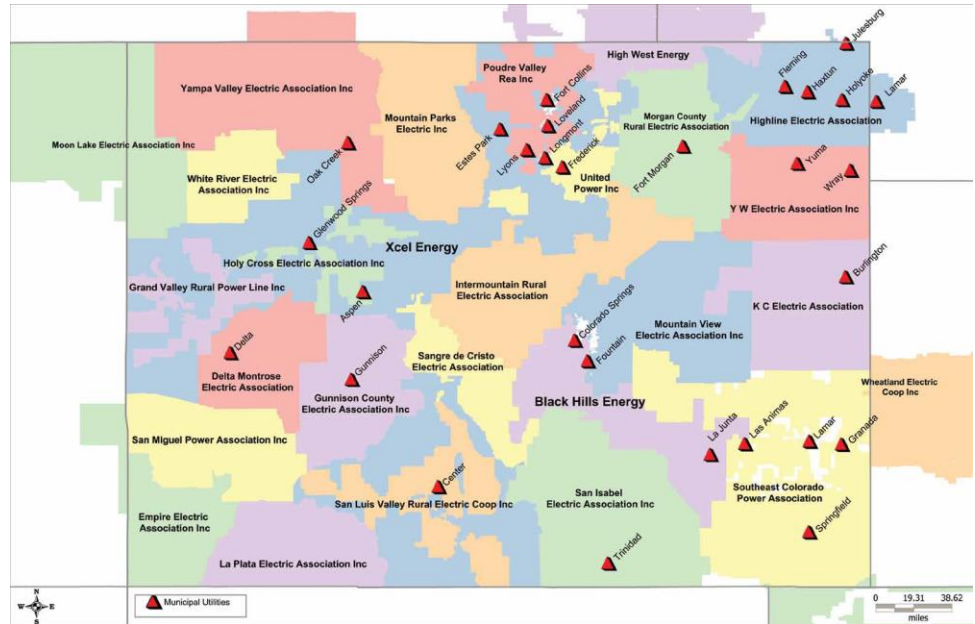 Julesburg
High West Energy
Poudre Valley
Rea Inc
Fleming
Haxtun
Holyoke
Lamar
Yampa Valley Electric Association Inc
Fort Collins
Mountain Parks
Electric Inc
Morgan County
Rural Electric Association
Highline Electric Association
Loveland
Moon Lake Electric Association Inc
Oak Creek
Estes Park
Lyons
Longmont
Frederick
Fort Morgan
Yuma
Wray
White River Electric
Association Inc
United
Power Inc
Y W Electric Association Inc
Glenwood Springs
Xcel Energy
Holy Cross Electric Association Inc
Burlington
Grand Valley Rural Power Line Inc
Aspen
Intermountain Rural
Electric Association
K C Electric Association
Colorado Springs
Mountain View
Electric Association Inc
Fountain
Delta
Delta Montrose
Electric Association
Gunnison
Gunnison County
Electric Association Inc
Sangre de Cristo
Electric Association
Wheatland Electric
Coop Inc
Black Hills Energy
La Junta
Las Animas
Lamar
Granada
San Miguel Power Association Inc
Center
San Luis Valley Rural Electric Coop Inc
San Isabel
Electric Association Inc
Southeast Colorado
Power Association
Springfield
Empire Electric
Association Inc
La Plata Electric Association Inc
Trinidad
N
W E
S
Municipal Utilities
0 19.31 38.62
miles